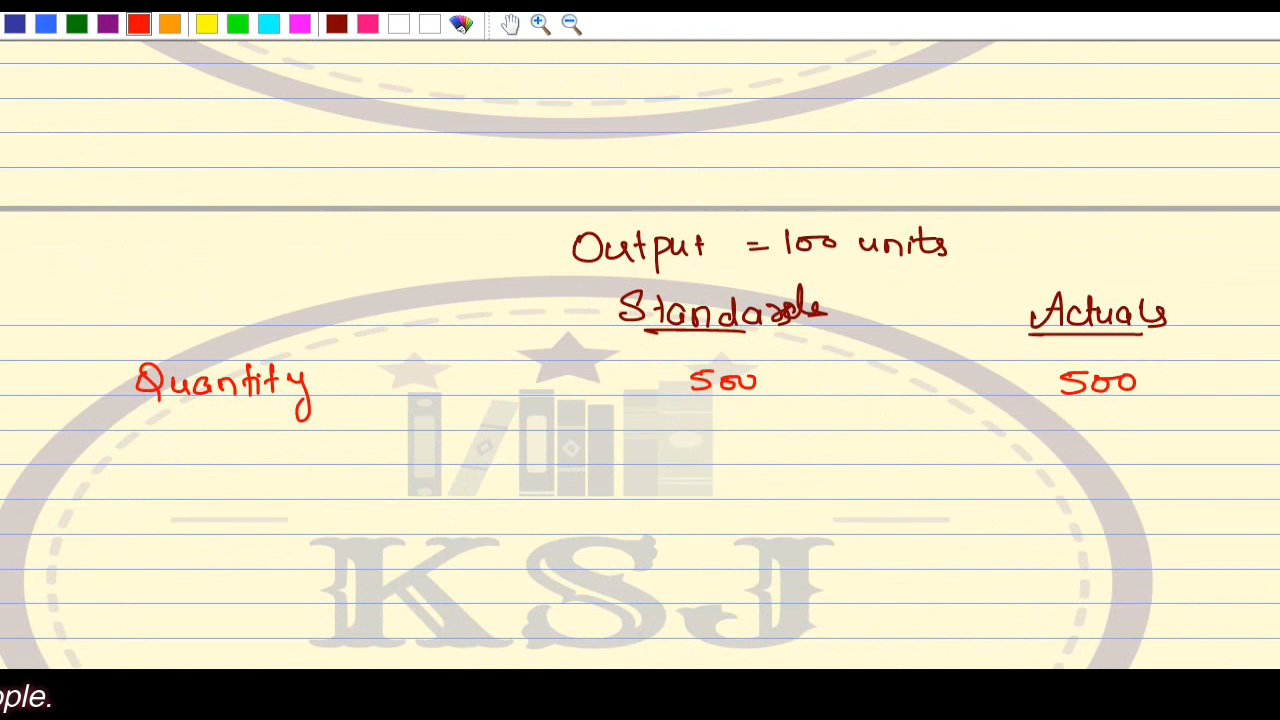 Output = 100 units
Standards Actuals
Quantity 500 500
KSJ
ople.